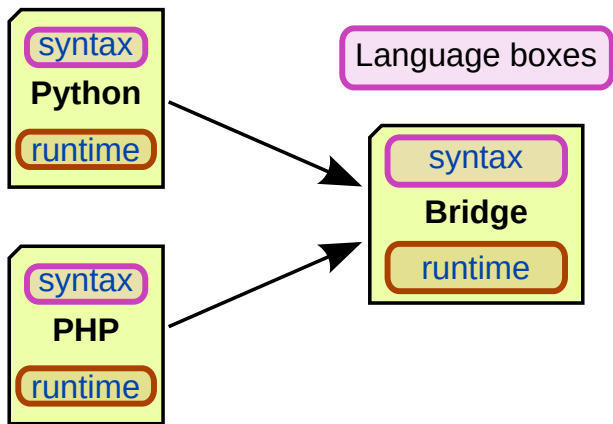 syntax
Python
runtime
Language boxes
syntax
Bridge
runtime
syntax
PHP
runtime